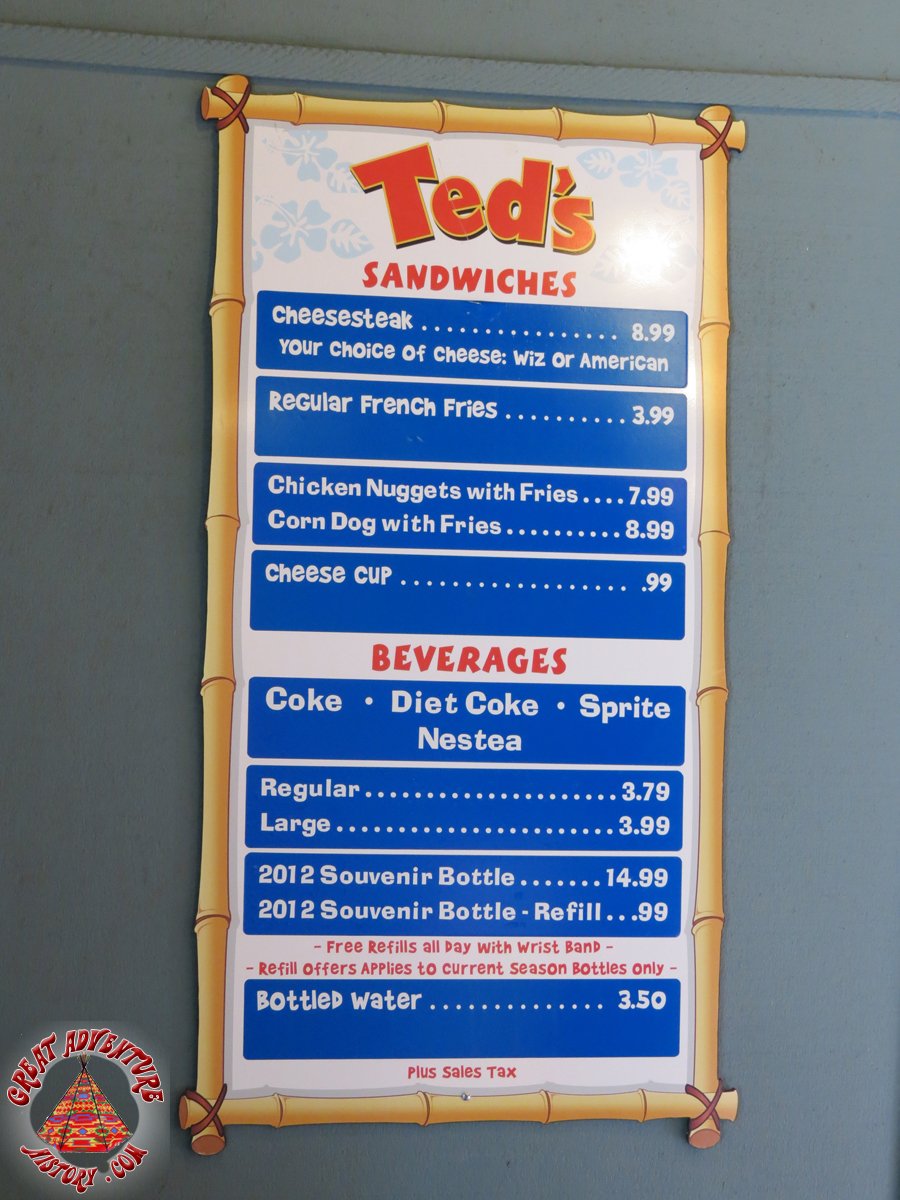 Ted's
SANDWICHES
Cheesesteak . . . . . . . . . . . . . . . . 8.99
Your Choice of Cheese: Wiz or American
Regular French Fries . . . . . . . . . . 3.99
Chicken Nuggets with Fries . . . . 7.99
Corn Dog with Fries . . . . . . . . . . 8.99
Cheese Cup . . . . . . . . . . . . . . . . . . .99
BEVERAGES
Coke • Diet Coke • Sprite
Nestea
Regular . . . . . . . . . . . . . . . . . . . . . 3.79
Large . . . . . . . . . . . . . . . . . . . . . . . 3.99
2012 Souvenir Bottle . . . . . . . 14.99
2012 Souvenir Bottle - Refill . . . .99
- Free Refills all Day with Wrist Band -
- Refill Offers Applies to Current Season Bottles Only -
Bottled Water . . . . . . . . . . . . . . 3.50
Plus Sales Tax
GREAT ADVENTURE
HISTORY.COM